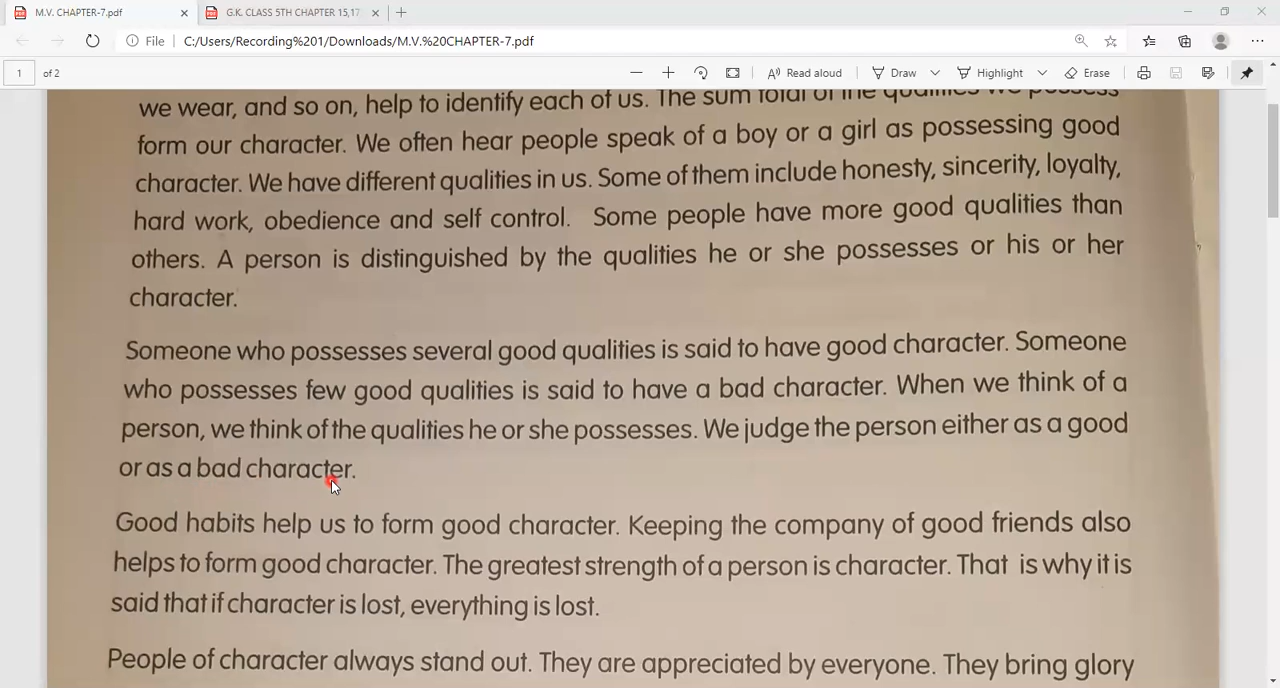 M.V. CHAPTER-7.pdf
G.K. CLASS 5TH CHAPTER 15,17
File
C:/Users/Recording%201/Downloads/M.V.%20CHAPTER-7.pdf
1 of 2
Read aloud
Draw
Highlight
Erase
we wear, and so on, help to identify each of us. The sum total of the qualities we possess
form our character. We often hear people speak of a boy or a girl as possessing good
character. We have different qualities in us. Some of them include honesty, sincerity, loyalty,
hard work, obedience and self control. Some people have more good qualities than
others. A person is distinguished by the qualities he or she possesses or his or her
character.
Someone who possesses several good qualities is said to have good character. Someone
who possesses few good qualities is said to have a bad character. When we think of a
person, we think of the qualities he or she possesses. We judge the person either as a good
or as a bad character.
Good habits help us to form good character. Keeping the company of good friends also
helps to form good character. The greatest strength of a person is character. That is why it is
said that if character is lost, everything is lost.
People of character always stand out. They are appreciated by everyone. They bring glory